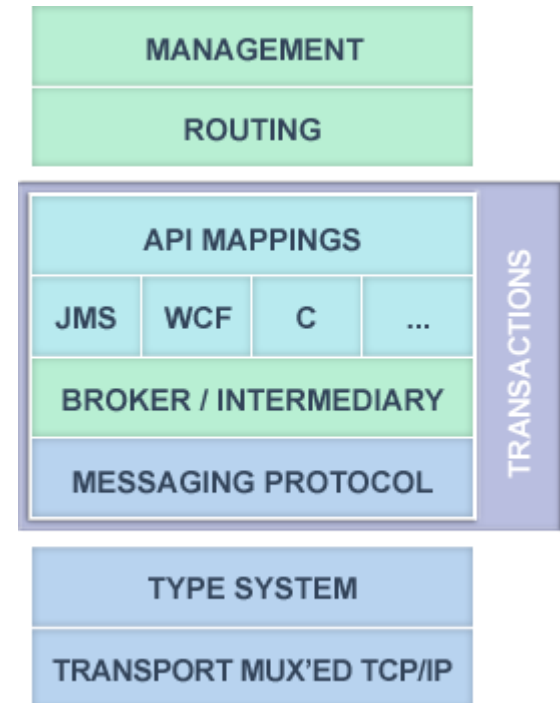 MANAGEMENT
ROUTING
API MAPPINGS
JMS WCF C ...
BROKER / INTERMEDIARY
MESSAGING PROTOCOL
TRANSACTIONS
TYPE SYSTEM
TRANSPORT MUX'ED TCP/IP